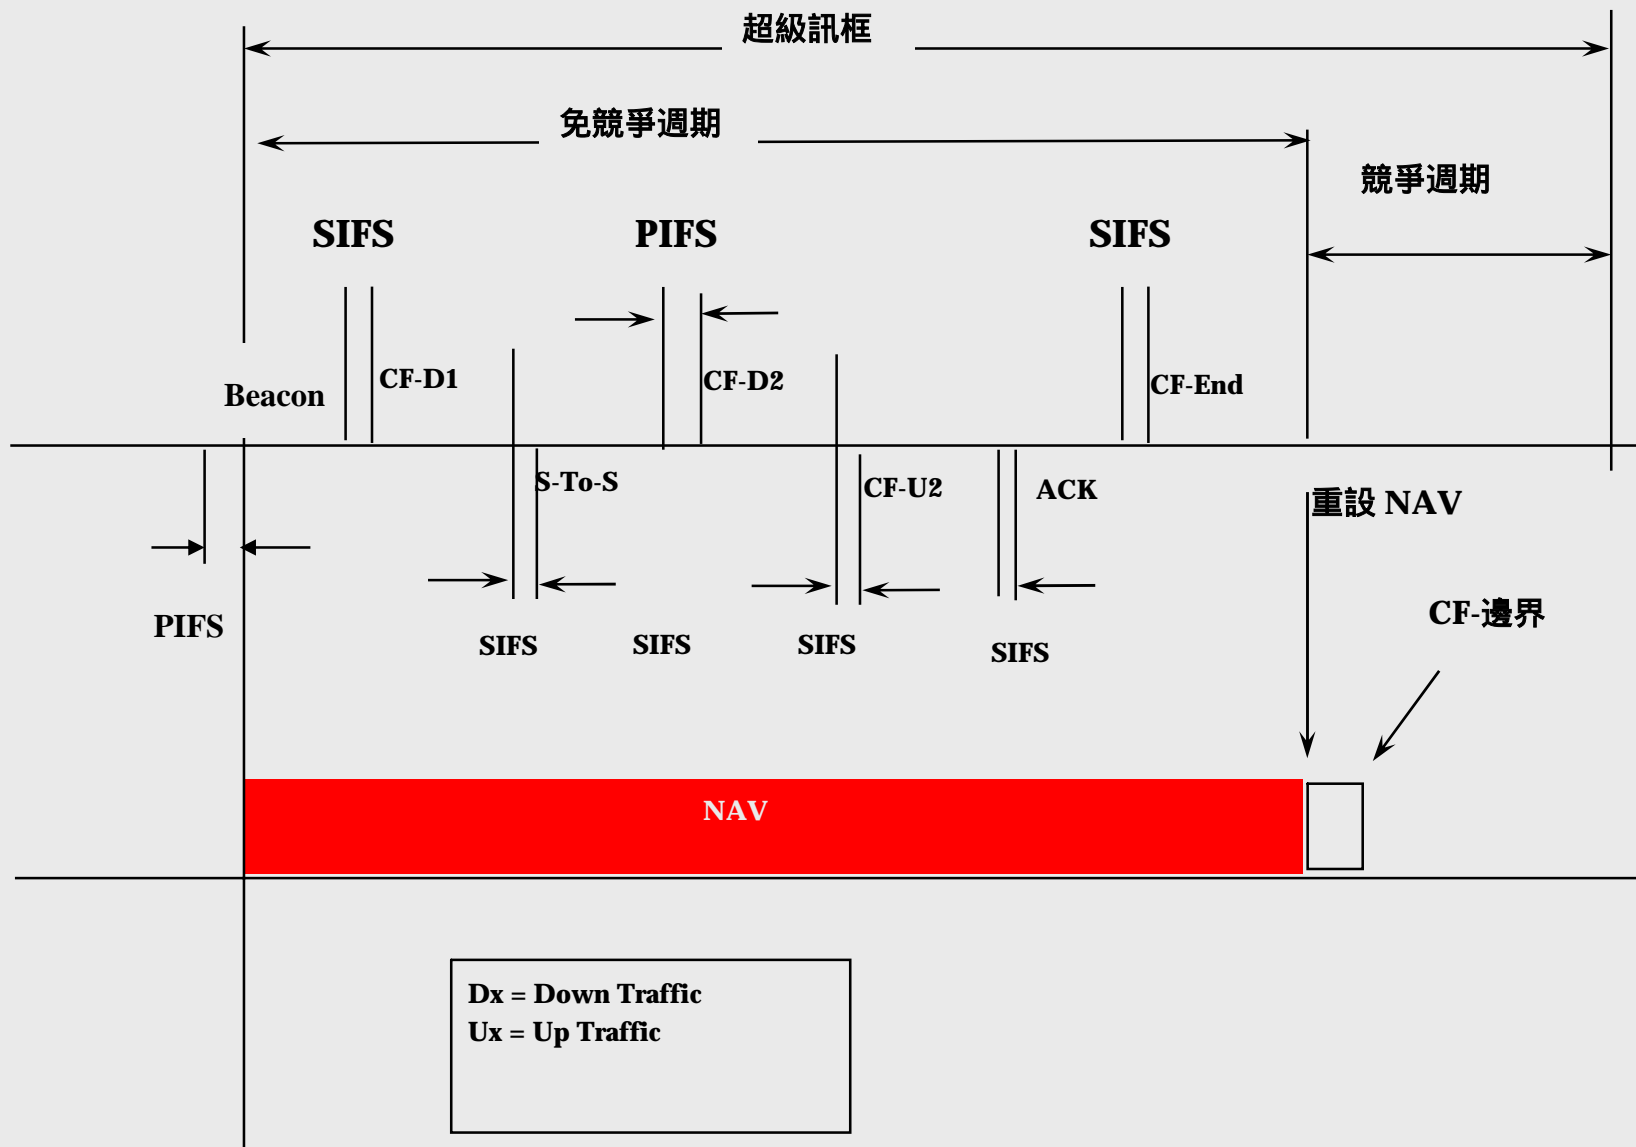 超級訊框
免競爭週期
競爭週期
SIFS
PIFS
SIFS
Beacon
CF-D1
CF-D2
CF-End
S-To-S
CF-U2
ACK
重設 NAV
PIFS
SIFS
SIFS
SIFS
SIFS
CF-邊界
NAV
Dx = Down Traffic
Ux = Up Traffic